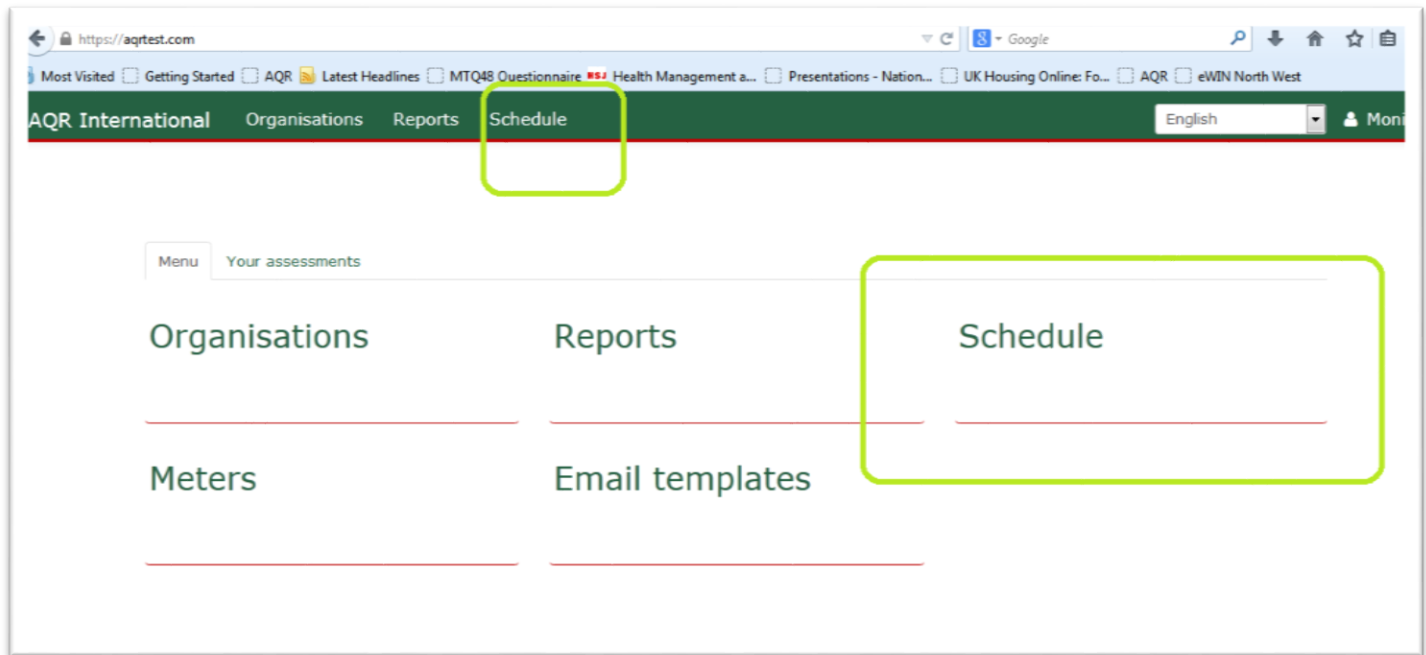 https://aqrtest.com Google
Most Visited Getting Started AQR Latest Headlines MTQ48 Questionnaire HSJ Health Management a... Presentations - Nation... UK Housing Online: Fo... AQR eWIN North West
AQR International Organisations Reports Schedule English Moni
Menu Your assessments
Organisations Reports Schedule
Meters Email templates